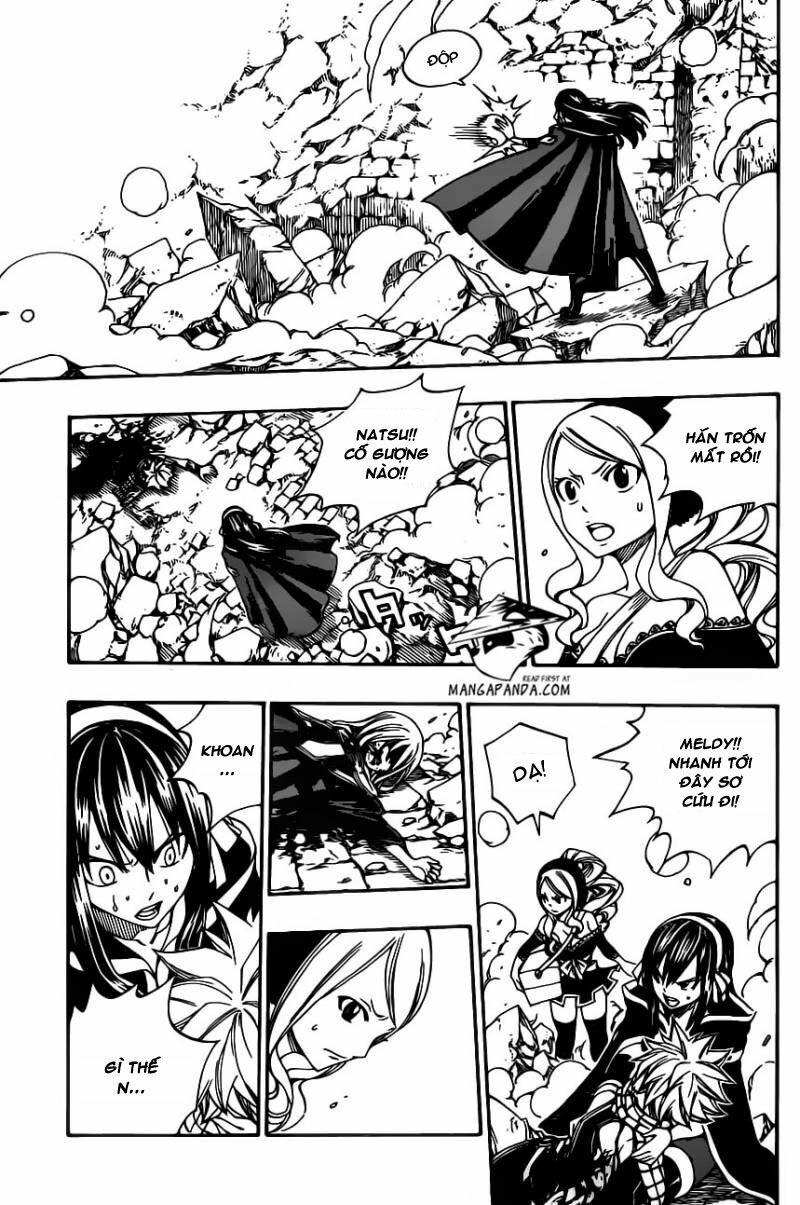 ĐỘP
HẮN TRỐN
MẤT RỒI!
NATSU!!
CỐ GƯỢNG
NÀO!!
READ FIRST AT
MANGAPANDA.COM
MELDY!!
NHANH TỚI
ĐÂY SƠ
CỨU ĐI!
DẠ!
KHOAN
...
GÌ THẾ
N...